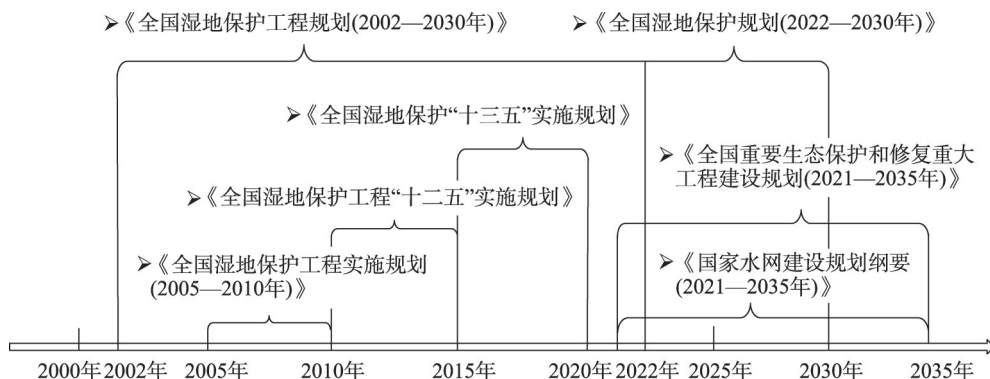 ➢《全国湿地保护工程规划(2002—2030年)》
➢《全国湿地保护规划(2022—2030年)》
➢《全国湿地保护“十三五”实施规划》
➢《全国重要生态保护和修复重大
工程建设规划(2021—2035年)》
➢《全国湿地保护工程“十二五”实施规划》
➢《全国湿地保护工程实施规划
(2005—2010年)》
➢《国家水网建设规划纲要
(2021—2035年)》
2000年 2002年 2005年 2010年 2015年 2020年 2022年 2025年 2030年 2035年